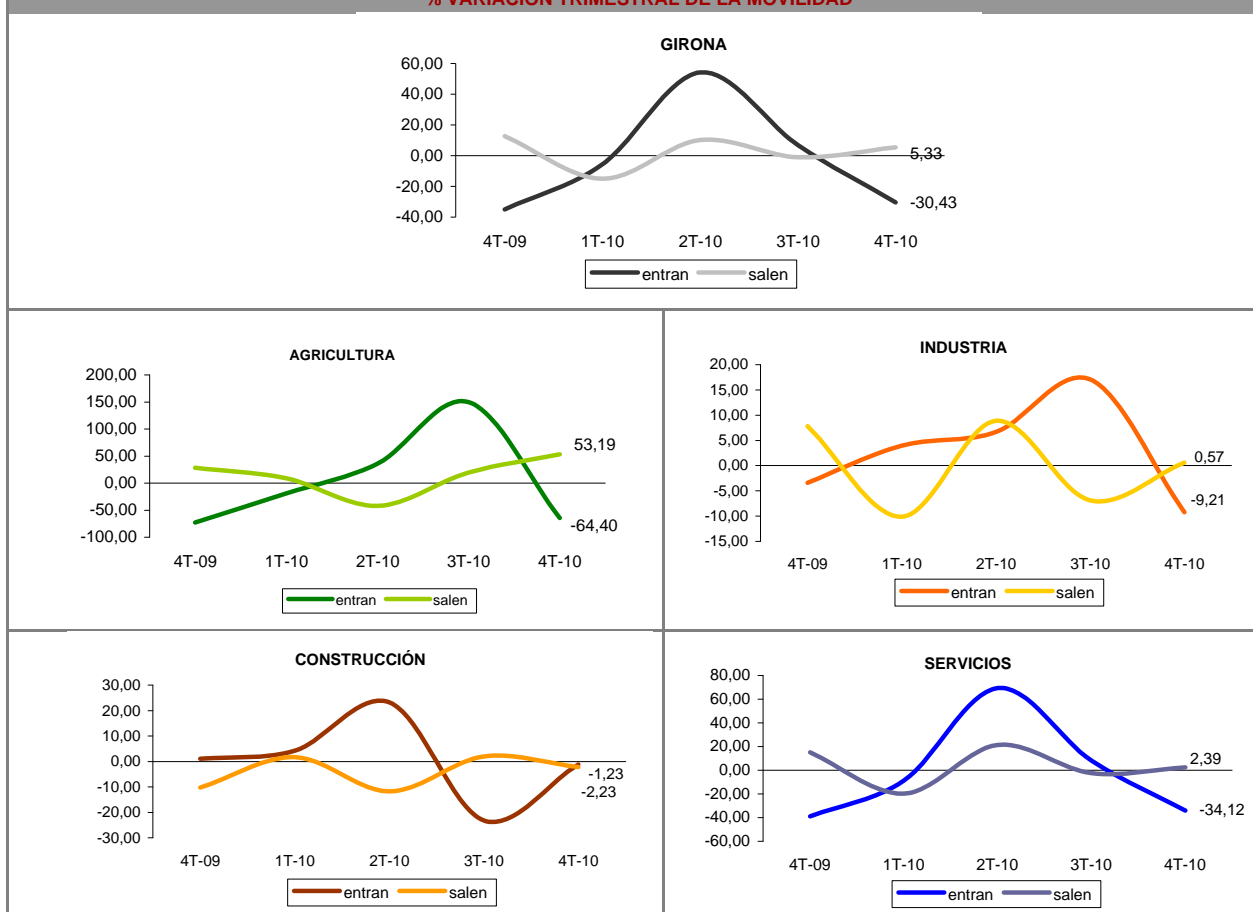 % VARIACIÓN TRIMESTRAL DE LA MOVILIDAD
GIRONA
60,00
40,00
20,00
0,00
-20,00
-40,00
5,33
-30,43
4T-09 1T-10 2T-10 3T-10 4T-10
entran salen
AGRICULTURA
200,00
150,00
100,00
50,00
0,00
-50,00
-100,00
53,19
-64,40
4T-09 1T-10 2T-10 3T-10 4T-10
entran salen
INDUSTRIA
20,00
15,00
10,00
5,00
0,00
-5,00
-10,00
-15,00
0,57
-9,21
4T-09 1T-10 2T-10 3T-10 4T-10
entran salen
CONSTRUCCIÓN
30,00
20,00
10,00
0,00
-10,00
-20,00
-30,00
-1,23
-2,23
4T-09 1T-10 2T-10 3T-10 4T-10
entran salen
SERVICIOS
80,00
60,00
40,00
20,00
0,00
-20,00
-40,00
-60,00
2,39
-34,12
4T-09 1T-10 2T-10 3T-10 4T-10
entran salen